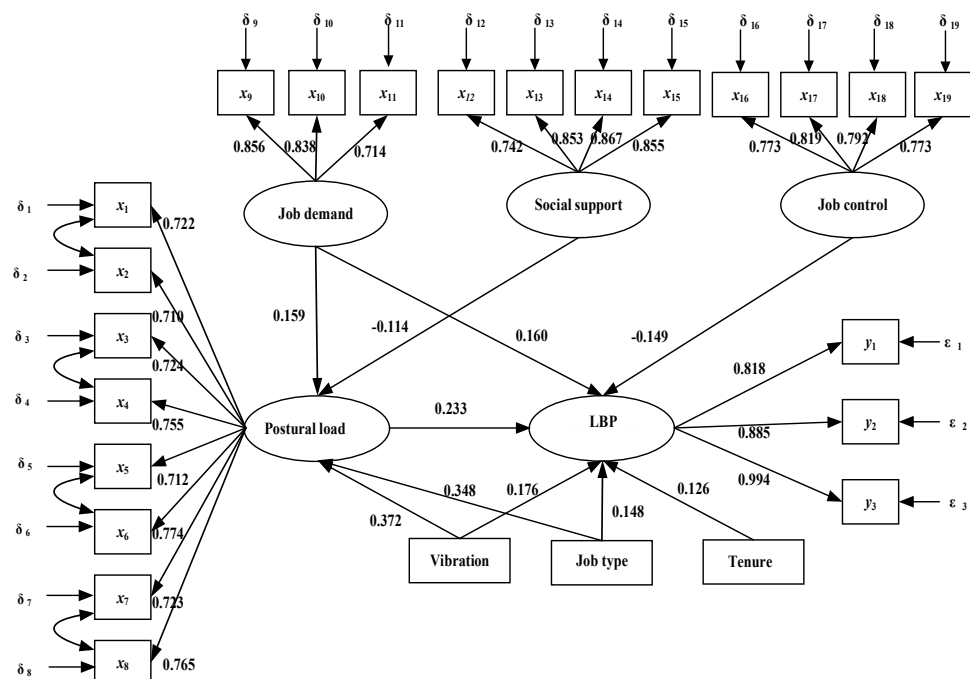 δ 9 δ 10 δ 11 δ 12 δ 13 δ 14 δ 15 δ 16 δ 17 δ 18 δ 19
x9 x10 x11 x12 x13 x14 x15 x16 x17 x18 x19
0.856 0.838 0.714 0.742 0.853 0.867 0.855 0.773 0.819 0.792 0.773
Job demand Social support Job control
δ 1 x1 0.722
δ 2 x2
0.710
0.159 -0.114 0.160 -0.149
δ 3 x3 0.724
y1 ε 1
0.818
δ 4 x4 0.755
Postural load 0.233 LBP
0.885 y2 ε 2
δ 5 x5 0.712
0.994 y3 ε 3
0.372 0.348 0.176 0.148 0.126
δ 6 x6 0.774
Vibration Job type Tenure
δ 7 x7 0.723
δ 8 x8 0.765